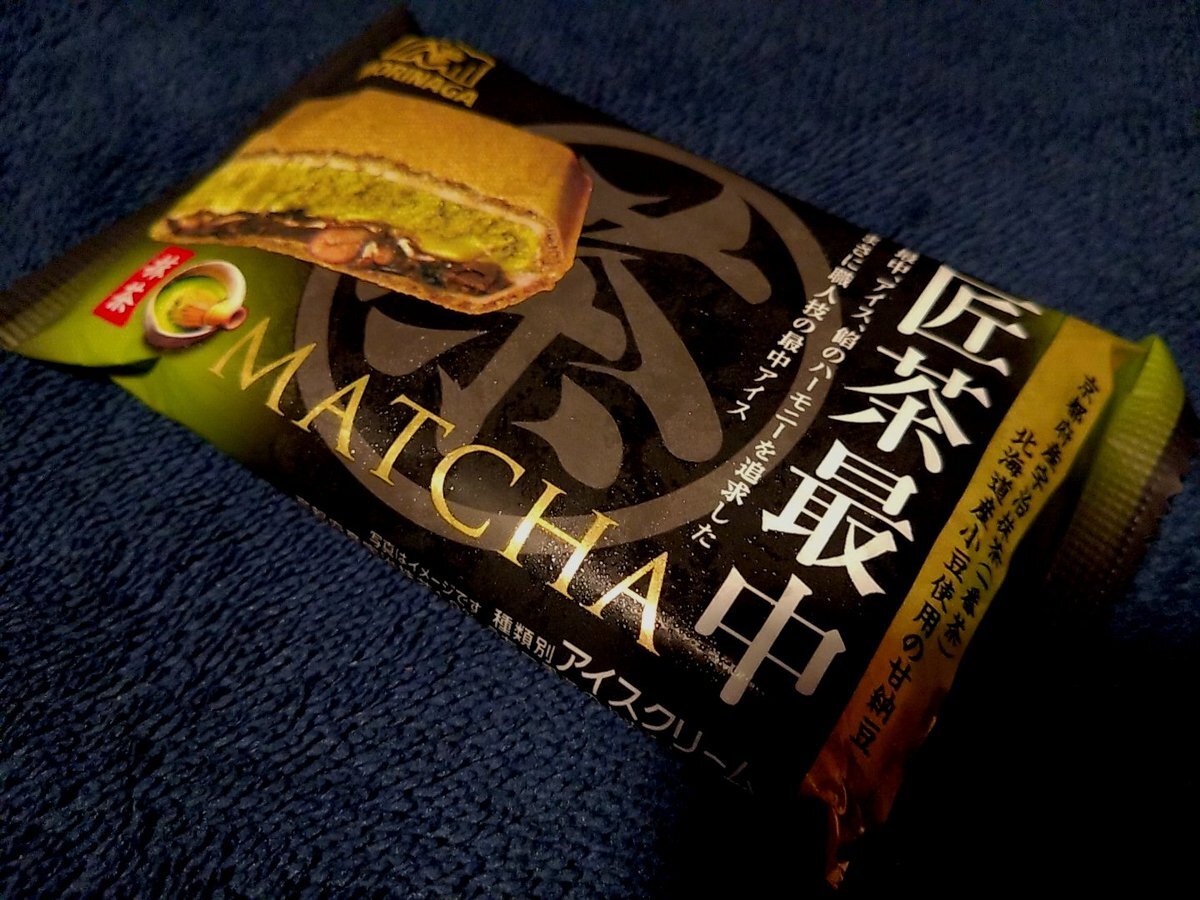 MORINAGA
抹茶
MATCHA
匠茶最中
最中、アイス、餡のハーモニーを追求した
まさに職人技の最中アイス
京都府産宇治抹茶(一番茶)
北海道産小豆使用の甘納豆
写真はイメージです
種類別 アイスクリーム
茶